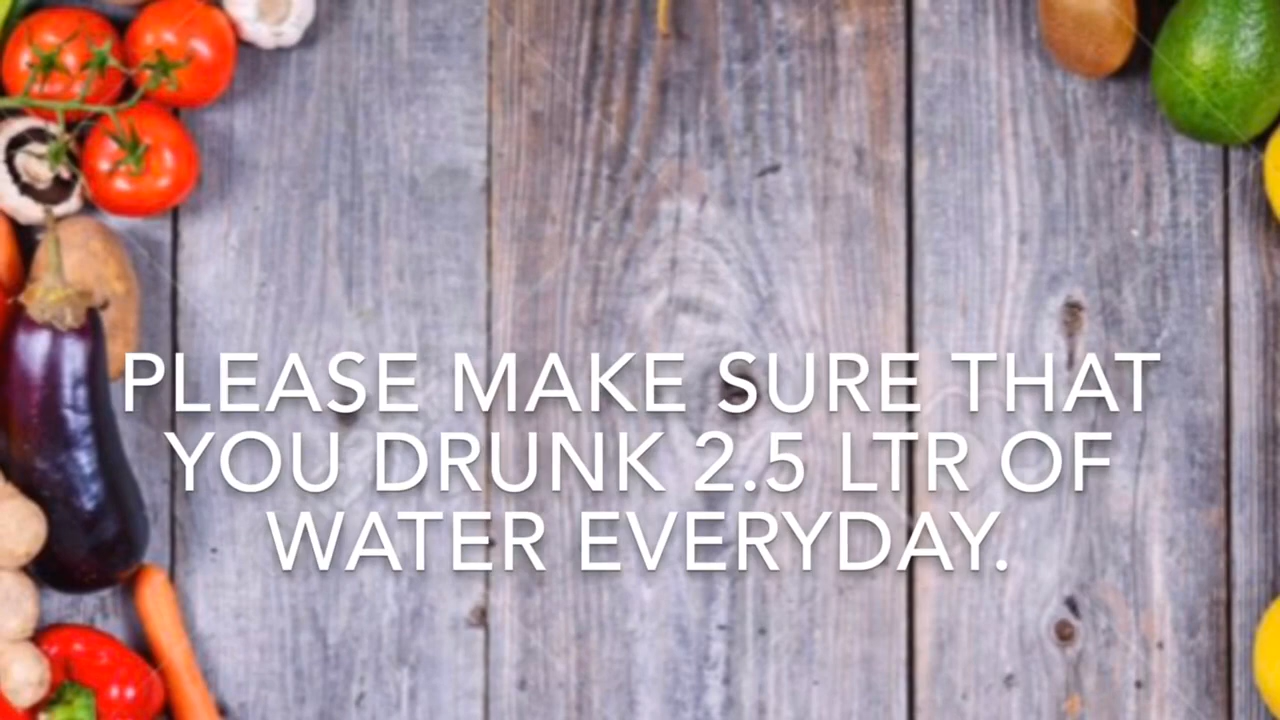 PLEASE MAKE SURE THAT
YOU DRUNK 2.5 LTR OF
WATER EVERYDAY.